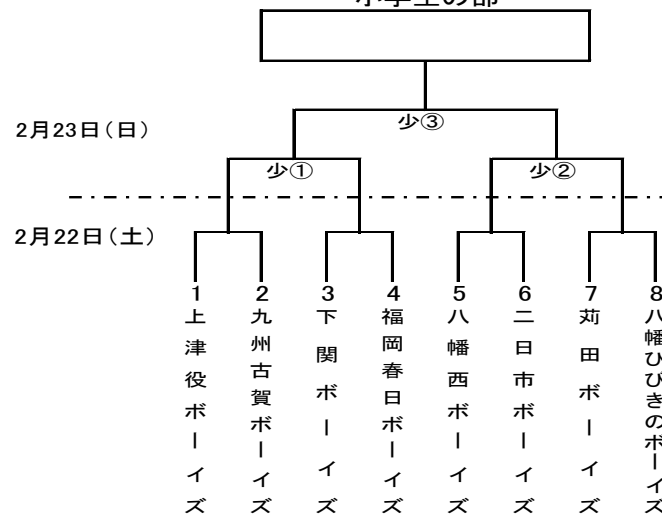 小学生の部
2月23日(日)
少③
少①
少②
2月22日(土)
1 上津役ボーイズ
2 九州古賀ボーイズ
3 下関ボーイズ
4 福岡春日ボーイズ
5 八幡西ボーイズ
6 二日市ボーイズ
7 苅田ボーイズ
8 八幡ひびきのボーイズ